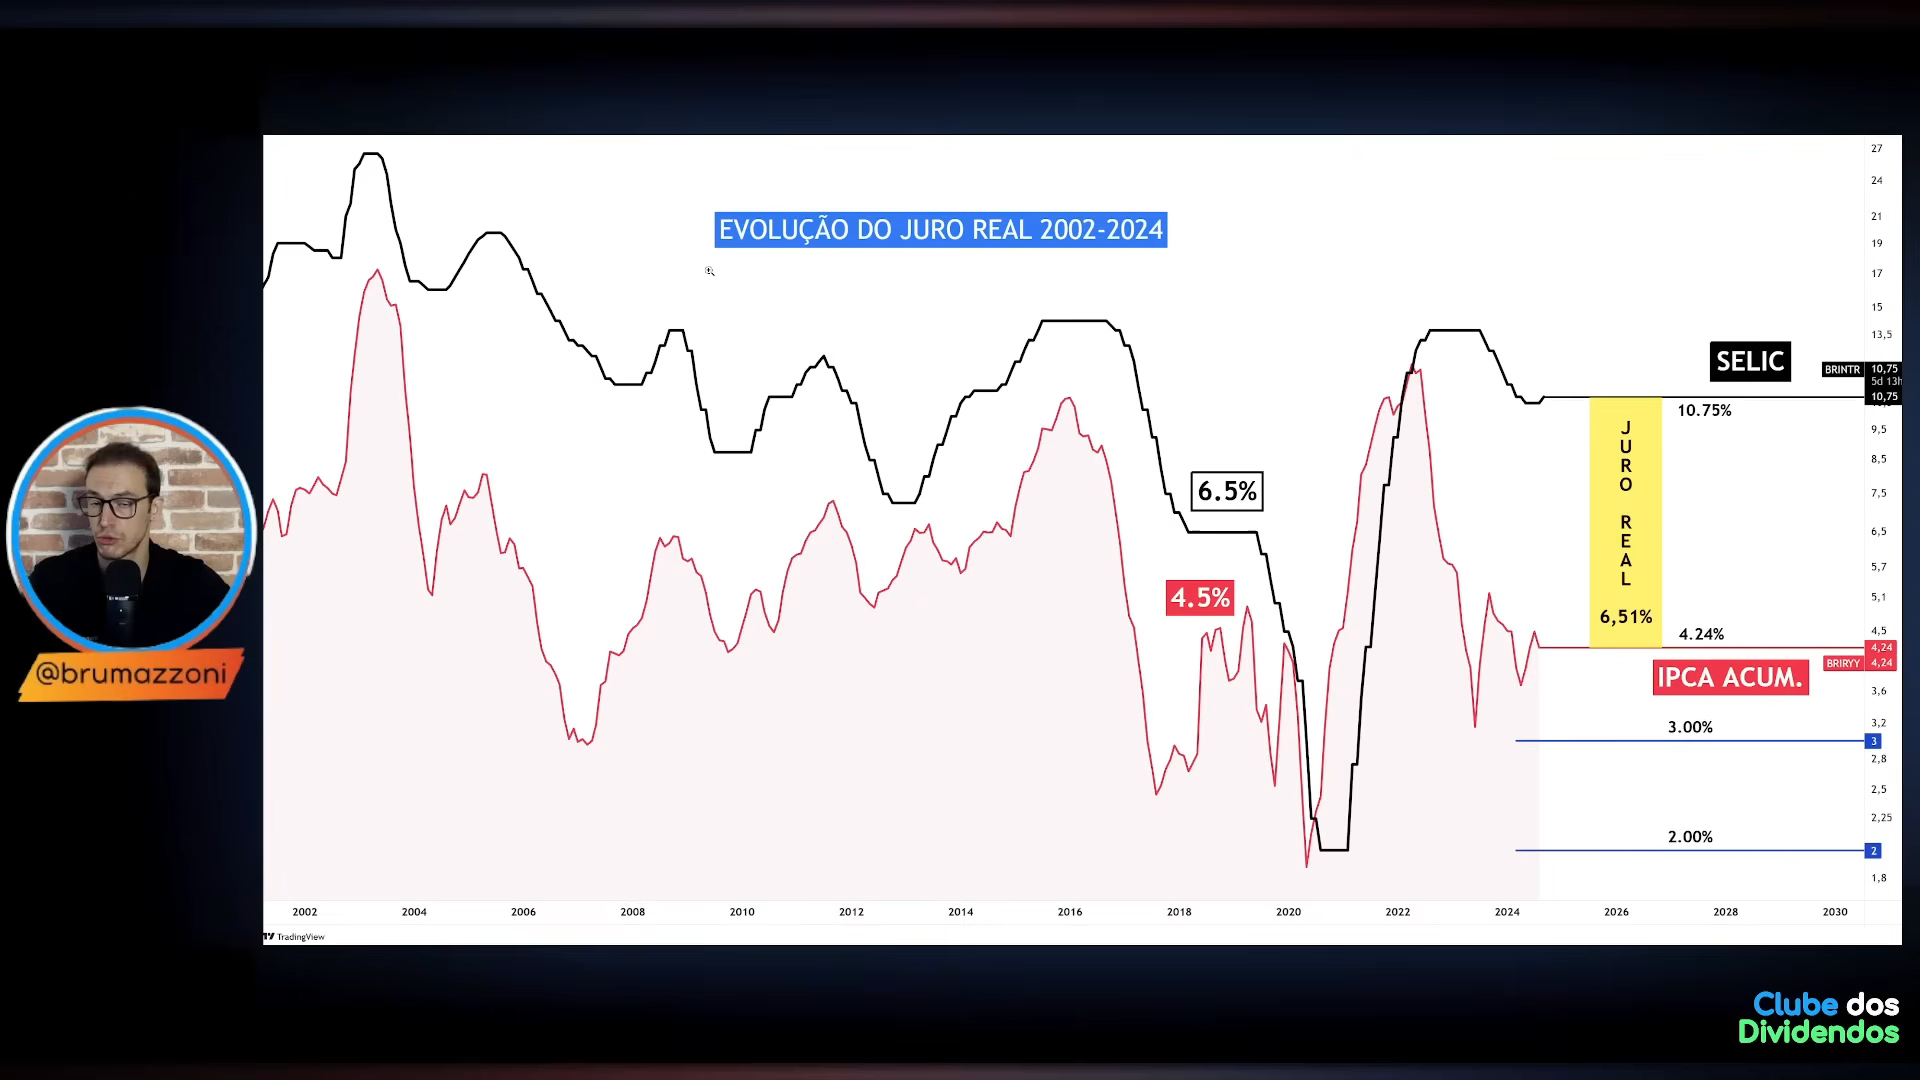 EVOLUÇÃO DO JURO REAL 2002-2024
27
24
21
19
17
15
13,5
SELIC
BRINTR 10,75
5d 13h
10,75
10.75%
9,5
8,5
7,5
6,5
5,7
5,1
4,5
JURO
REAL
6,51%
6.5%
4.5%
4.24%
4,24
BRIRYY 4,24
IPCA ACUM.
3,6
3,2
3.00%
3
2,8
2,5
2,25
2.00%
2
1,8
2002 2004 2006 2008 2010 2012 2014 2016 2018 2020 2022 2024 2026 2028 2030
TradingView
@brumazzoni
Clube dos
Dividendos